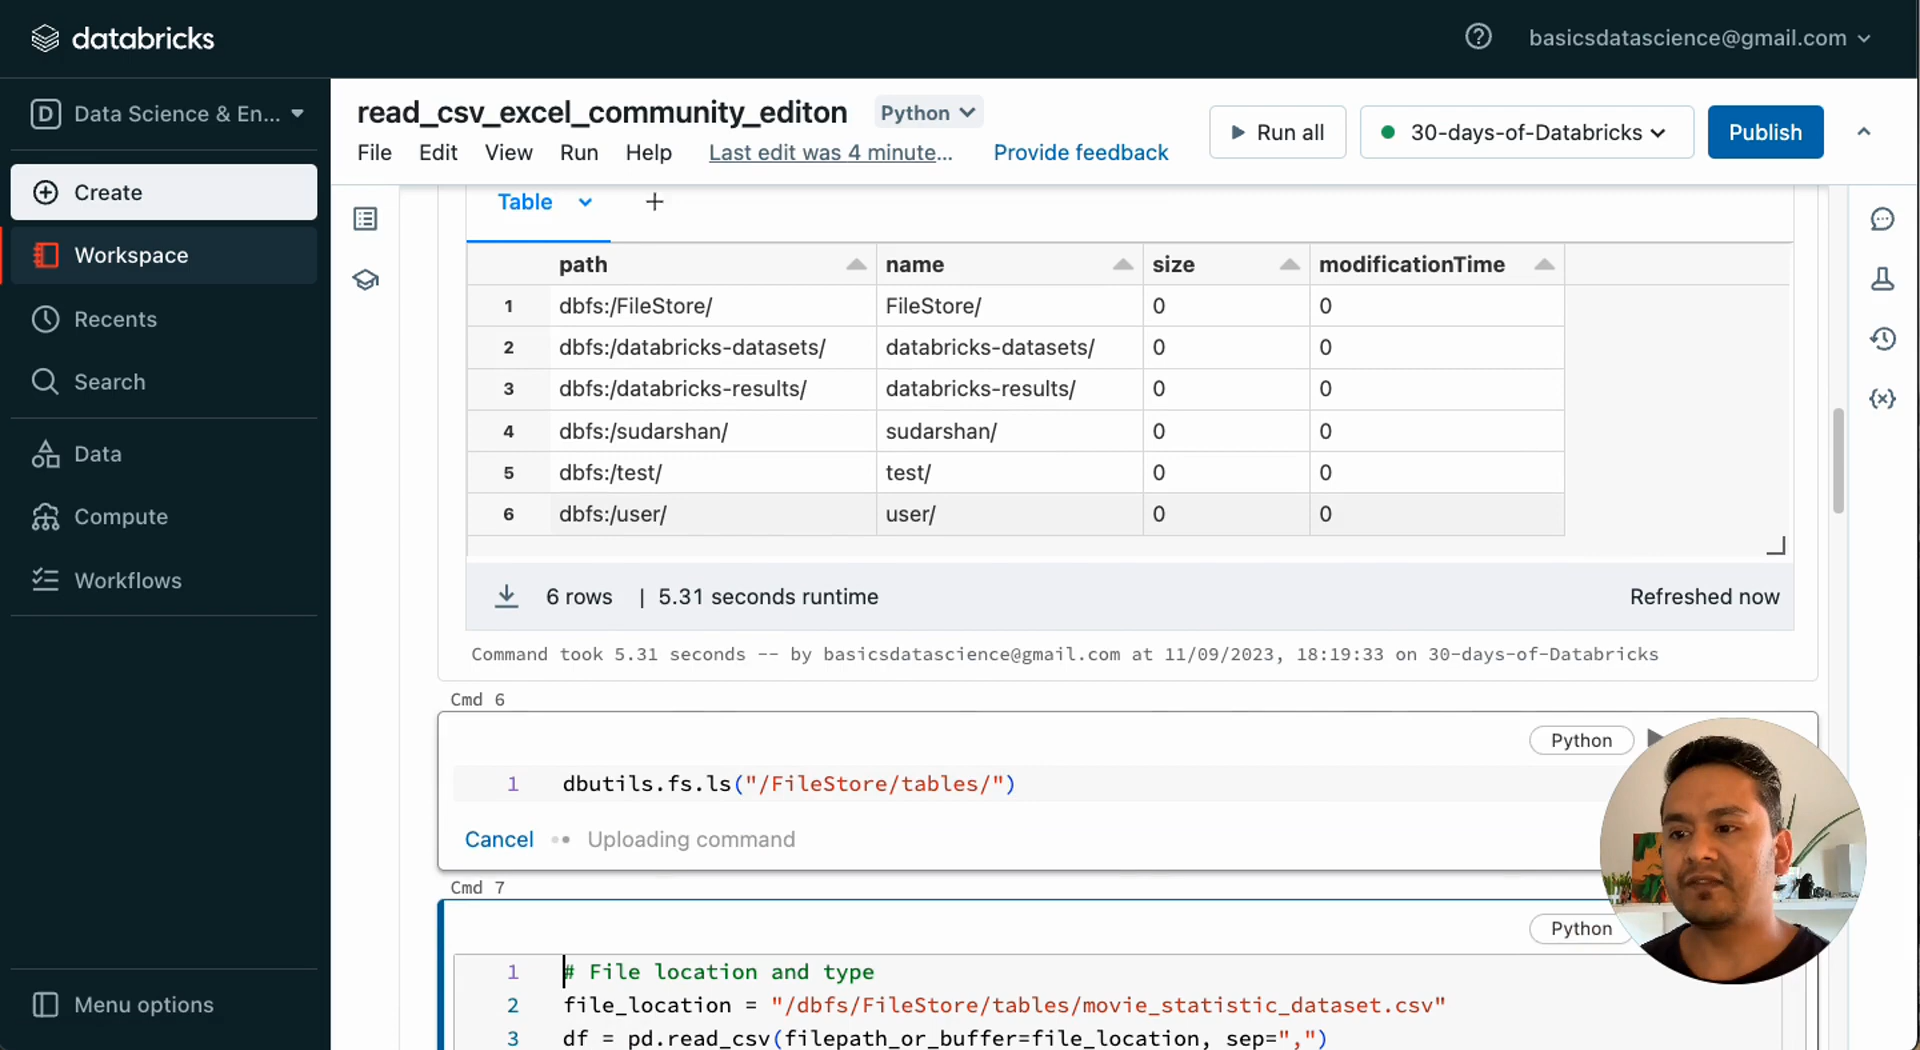 databricks
basicsdatascience@gmail.com
D Data Science & En...
Create
Workspace
Recents
Search
Data
Compute
Workflows
Menu options
read_csv_excel_community_editon Python
File Edit View Run Help Last edit was 4 minute... Provide feedback
Run all
30-days-of-Databricks
Publish
Table +
path name size modificationTime
1 dbfs:/FileStore/ FileStore/ 0 0
2 dbfs:/databricks-datasets/ databricks-datasets/ 0 0
3 dbfs:/databricks-results/ databricks-results/ 0 0
4 dbfs:/sudarshan/ sudarshan/ 0 0
5 dbfs:/test/ test/ 0 0
6 dbfs:/user/ user/ 0 0
6 rows | 5.31 seconds runtime Refreshed now
Command took 5.31 seconds -- by basicsdatascience@gmail.com at 11/09/2023, 18:19:33 on 30-days-of-Databricks
Cmd 6
Python
1 dbutils.fs.ls("/FileStore/tables/")
Cancel Uploading command
Cmd 7
Python
1 # File location and type
2 file_location = "/dbfs/FileStore/tables/movie_statistic_dataset.csv"
3 df = pd.read_csv(filepath_or_buffer=file_location, sep=",")